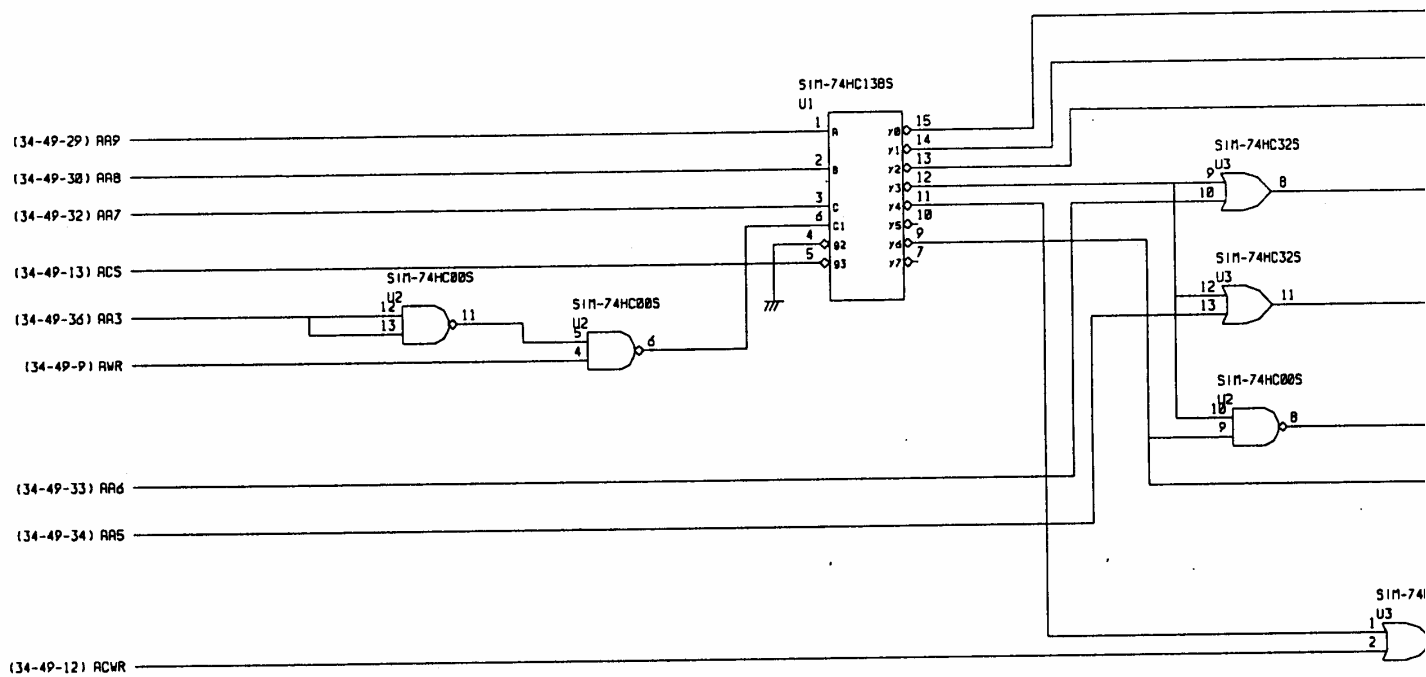 SIM-74HC138S
U1
(34-49-29) AA9
1
A
y0
15
y1
14
(34-49-30) AA8
2
B
y2
13
y3
12
(34-49-32) AA7
3
C
y4
11
6
C1
y5
10
4
g2
y6
9
(34-49-13) ACS
5
g3
y7
7
SIM-74HC32S
U3
9
10
8
SIM-74HC32S
U3
12
13
11
SIM-74HC00S
U2
(34-49-36) AA3
12
13
11
SIM-74HC00S
U2
5
4
6
(34-49-9) AWR
SIM-74HC00S
U2
10
9
8
(34-49-33) AA6
(34-49-34) AA5
SIM-74H
U3
1
2
(34-49-12) ACWR